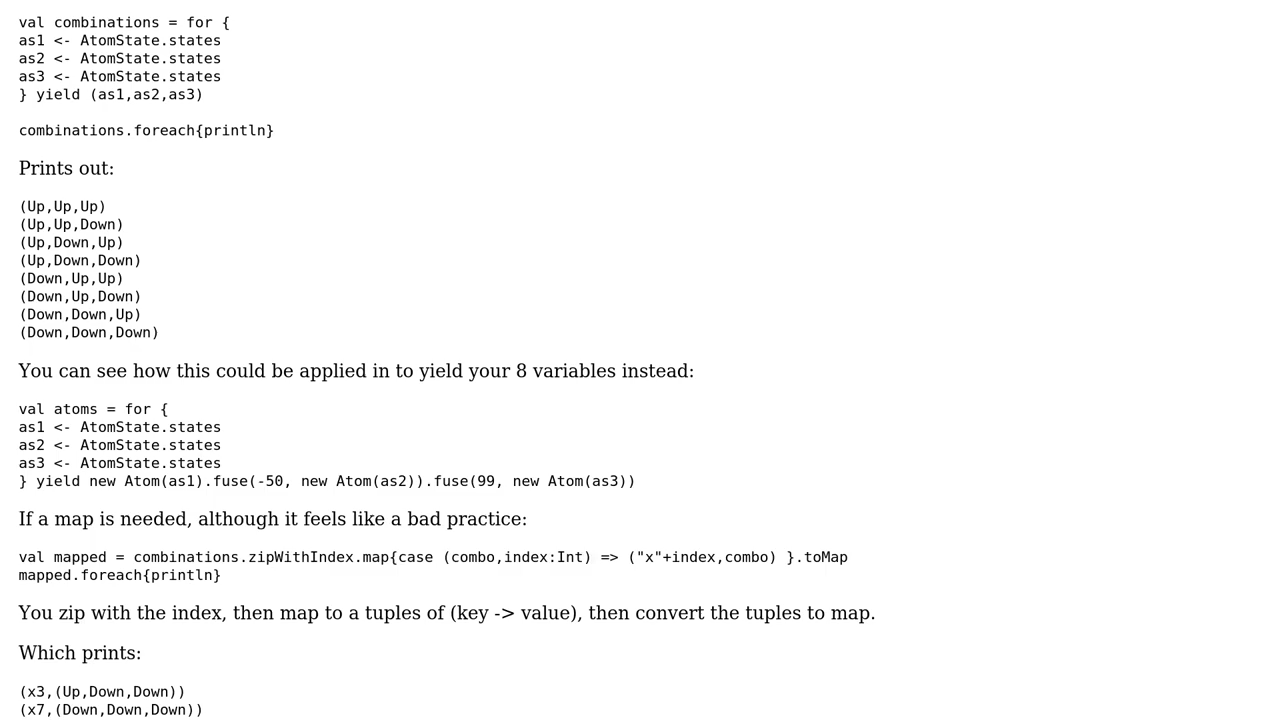 val combinations = for {
as1 <- AtomState.states
as2 <- AtomState.states
as3 <- AtomState.states
} yield (as1,as2,as3)
combinations.foreach{println}
Prints out:
(Up,Up,Up)
(Up,Up,Down)
(Up,Down,Up)
(Up,Down,Down)
(Down,Up,Up)
(Down,Up,Down)
(Down,Down,Up)
(Down,Down,Down)
You can see how this could be applied in to yield your 8 variables instead:
val atoms = for {
as1 <- AtomState.states
as2 <- AtomState.states
as3 <- AtomState.states
} yield new Atom(as1).fuse(-50, new Atom(as2)).fuse(99, new Atom(as3))
If a map is needed, although it feels like a bad practice:
val mapped = combinations.zipWithIndex.map{case (combo,index:Int) => ("x"+index,combo) }.toMap
mapped.foreach{println}
You zip with the index, then map to a tuples of (key -> value), then convert the tuples to map.
Which prints:
(x3,(Up,Down,Down))
(x7,(Down,Down,Down))